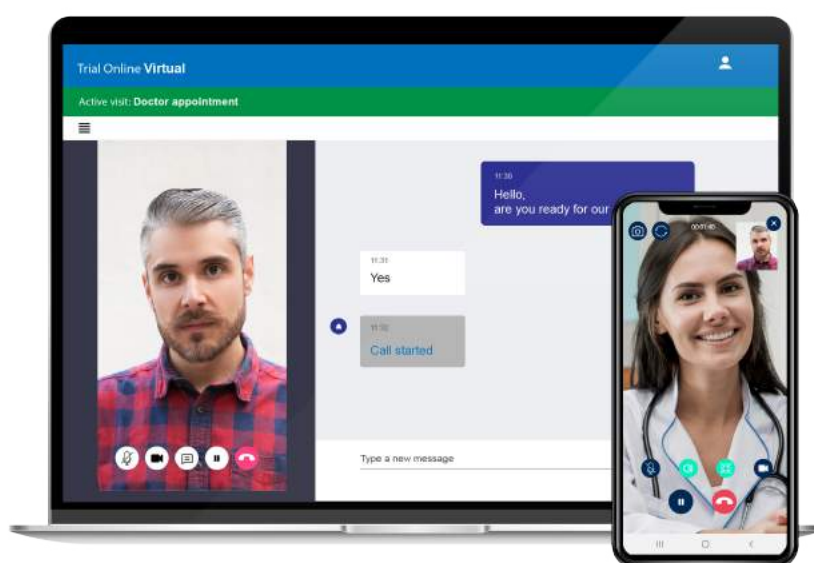 Trial Online Virtual
Active visit: Doctor appointment
11:30
Hello,
are you ready for our
11:31
Yes
Call started
Type a new message